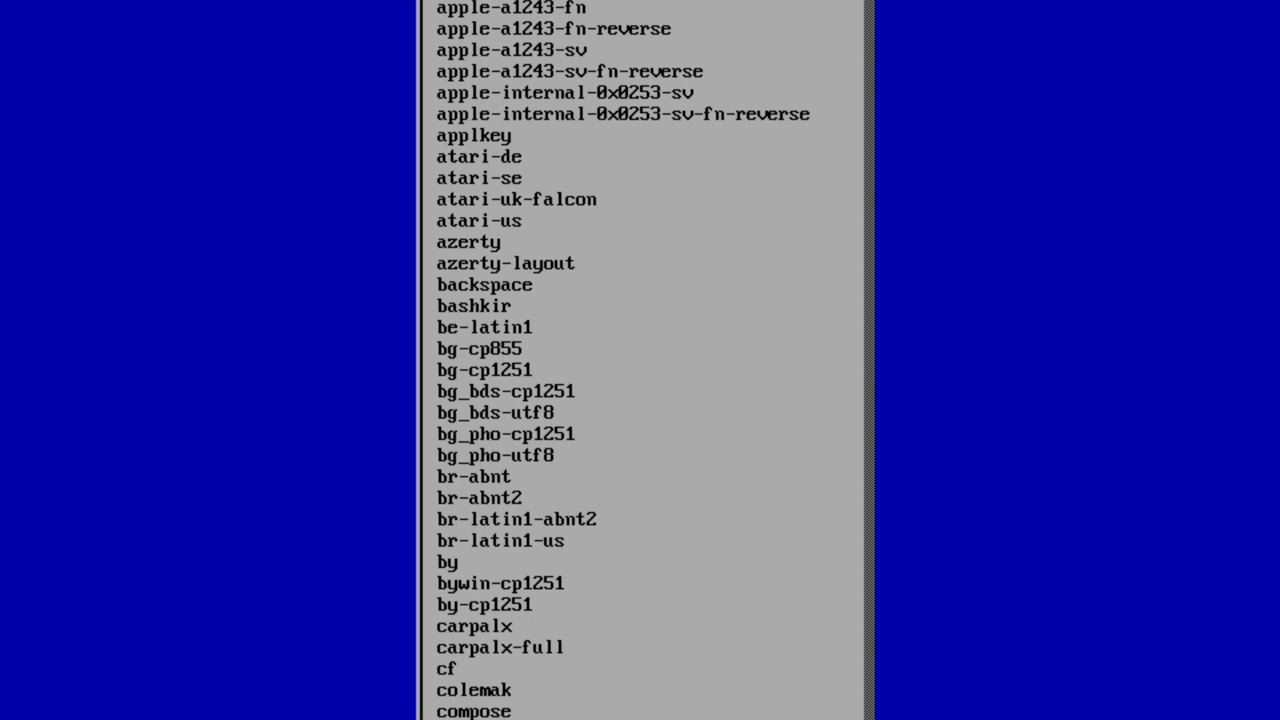 apple-a1243-fn
apple-a1243-fn-reverse
apple-a1243-sv
apple-a1243-sv-fn-reverse
apple-internal-0x0253-sv
apple-internal-0x0253-sv-fn-reverse
applkey
atari-de
atari-se
atari-uk-falcon
atari-us
azerty
azerty-layout
backspace
bashkir
be-latin1
bg-cp855
bg-cp1251
bg_bds-cp1251
bg_bds-utf8
bg_pho-cp1251
bg_pho-utf8
br-abnt
br-abnt2
br-latin1-abnt2
br-latin1-us
by
bywin-cp1251
by-cp1251
carpalx
carpalx-full
cf
colemak
compose